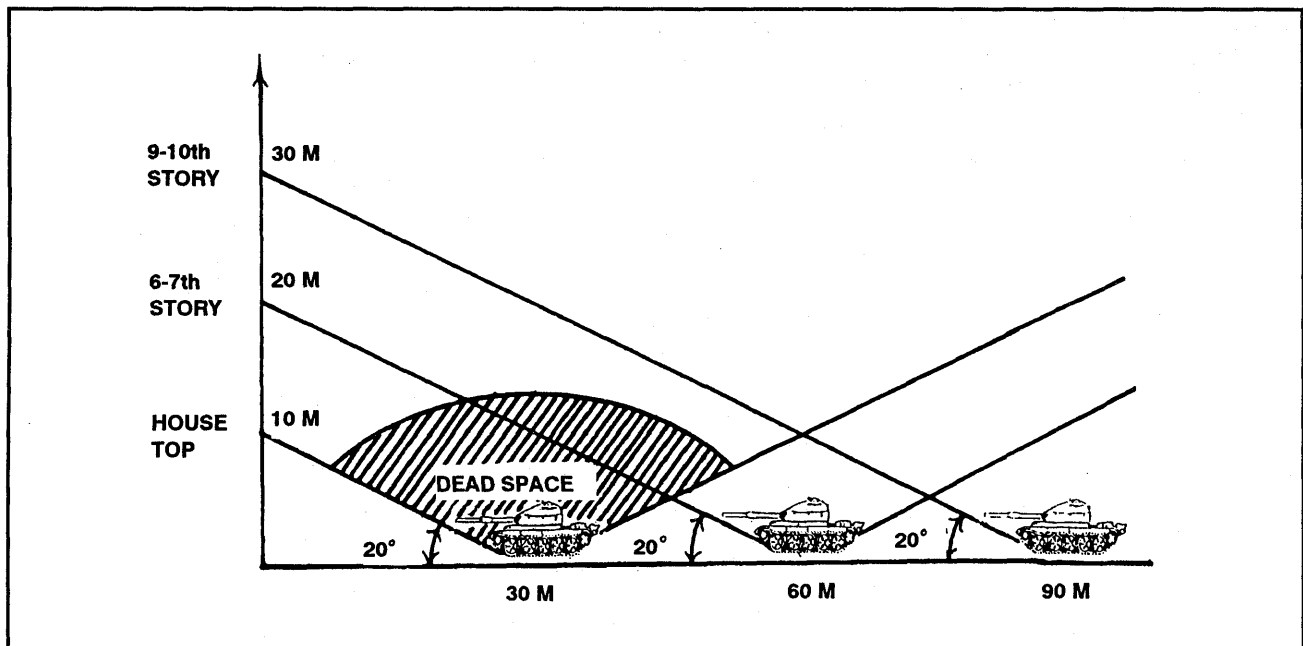 9-10th
STORY
30 M
6-7th
STORY
20 M
HOUSE
TOP
10 M
DEAD SPACE
20°
20°
20°
30 M
60 M
90 M